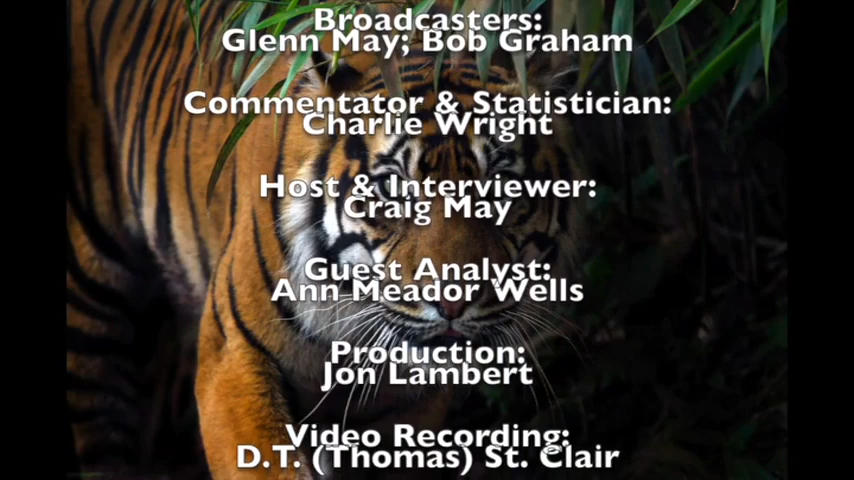 Broadcasters:
Glenn May; Bob Graham
Commentator & Statistician:
Charlie Wright
Host & Interviewer:
Craig May
Guest Analyst:
Ann Meador Wells
Production:
Jon Lambert
Video Recording:
D.T. (Thomas) St. Clair